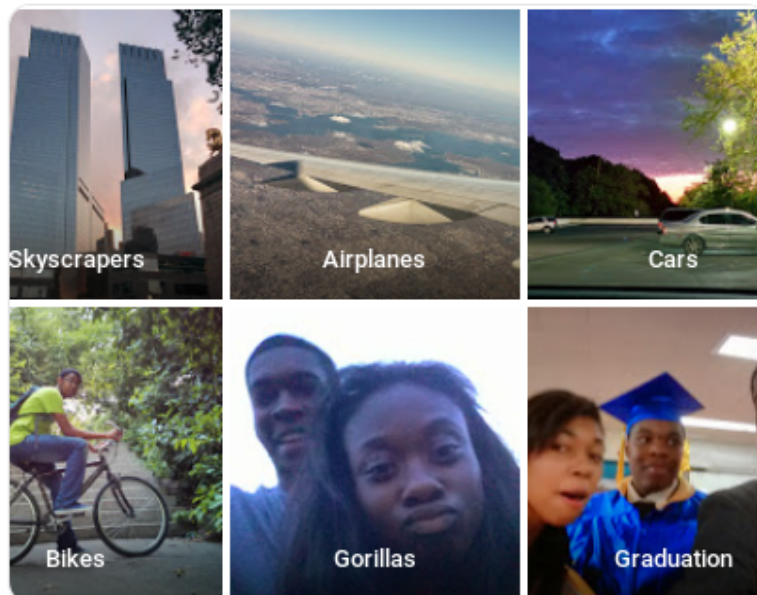 Skyscrapers
Airplanes
Cars
Bikes
Gorillas
Graduation